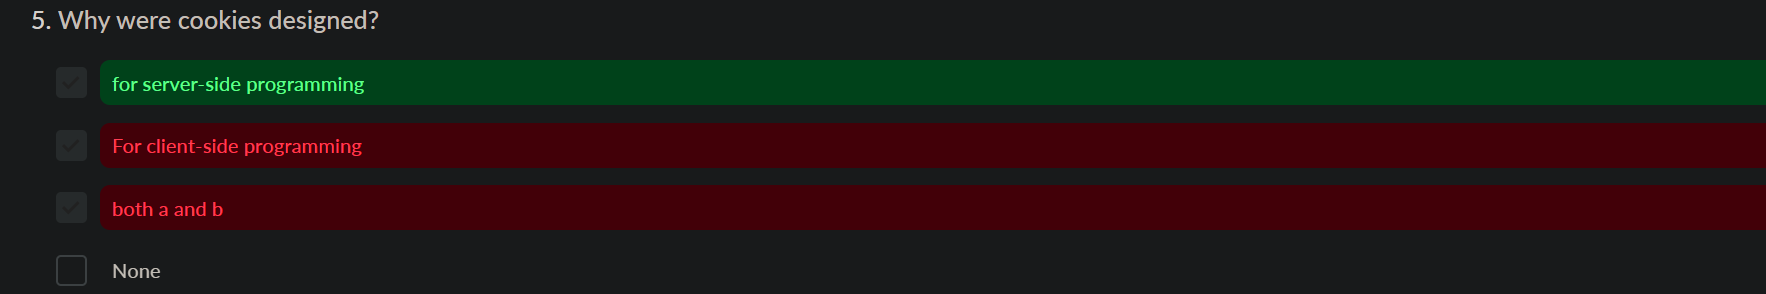 5. Why were cookies designed?
for server-side programming
For client-side programming
both a and b
None